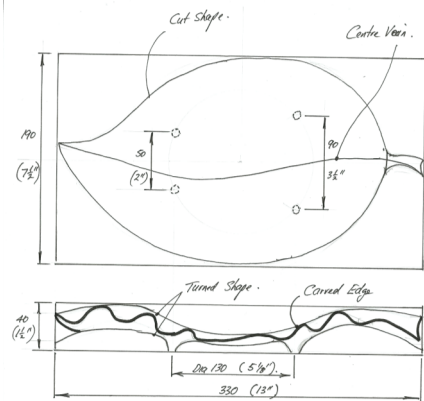 Cut Shape.
Centre Vein.
190
(7½")
50
(2")
90
3½"
Turned Shape.
Carved Edge
40
(1½")
Dia 130 (5⅛").
330 (13")